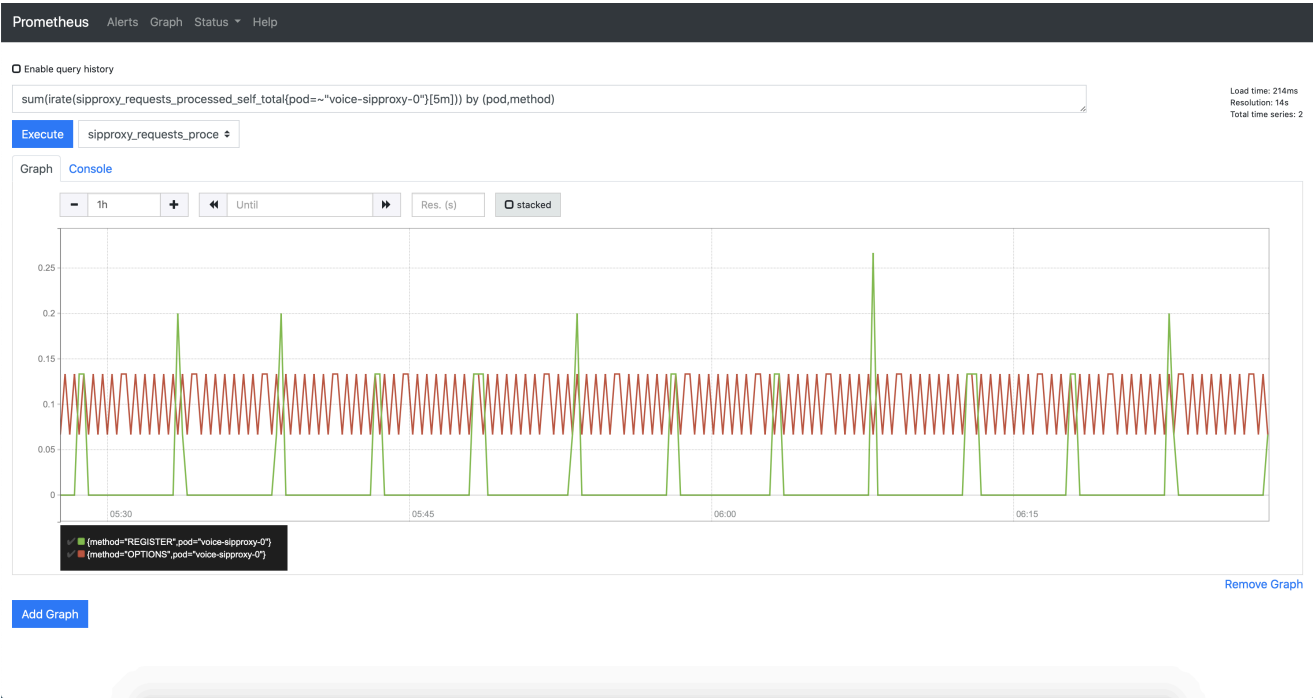 Prometheus Alerts Graph Status Help
Enable query history
sum(irate(sipproxy_requests_processed_self_total{pod=~"voice-sipproxy-0"}[5m])) by (pod,method)
Load time: 214ms
Resolution: 14s
Total time series: 2
Execute sipproxy_requests_proce
Graph Console
1h Until Res. (s) stacked
0.25
0.2
0.15
0.1
0.05
0
05:30 05:45 06:00 06:15
{method="REGISTER",pod="voice-sipproxy-0"}
{method="OPTIONS",pod="voice-sipproxy-0"}
Remove Graph
Add Graph